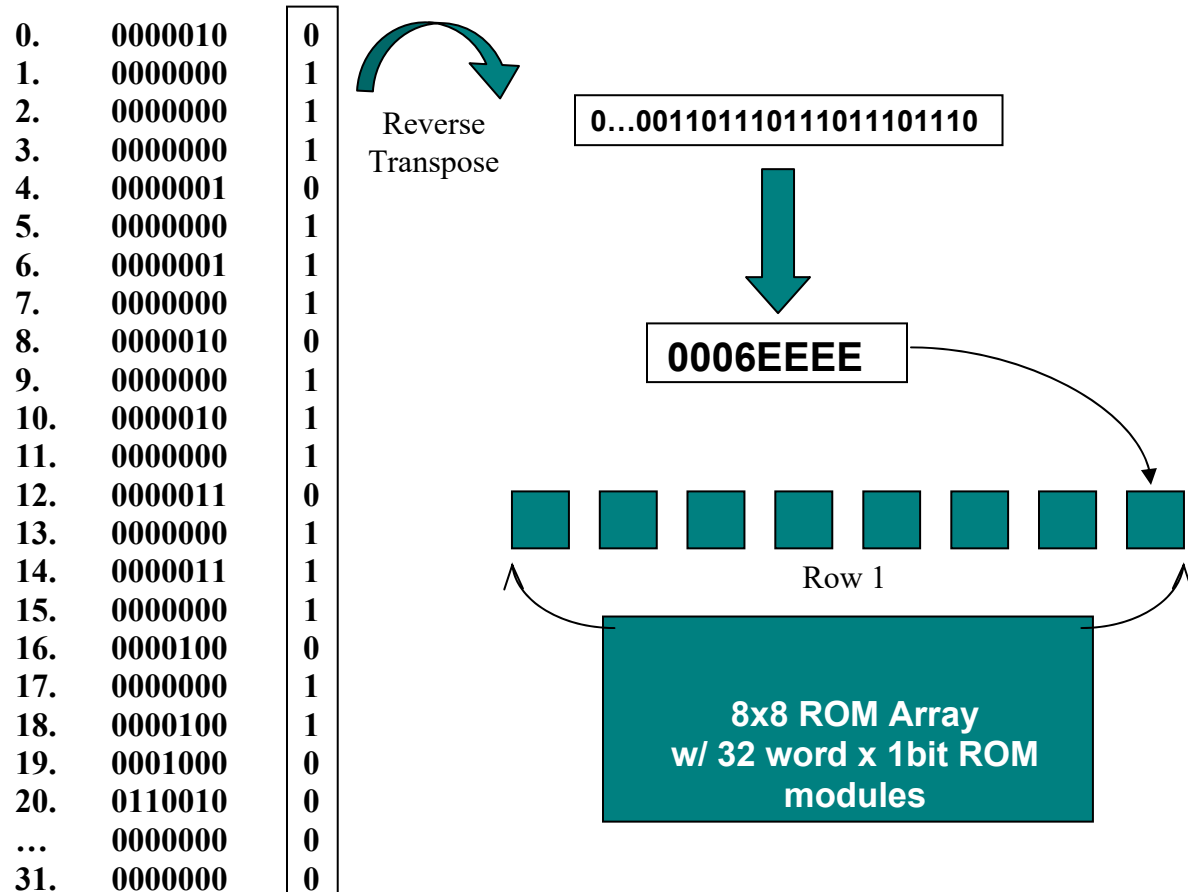 0. 0000010 0
1. 0000000 1
2. 0000000 1
3. 0000000 1
4. 0000001 0
5. 0000000 1
6. 0000001 1
7. 0000000 1
8. 0000010 0
9. 0000000 1
10. 0000010 1
11. 0000000 1
12. 0000011 0
13. 0000000 1
14. 0000011 1
15. 0000000 1
16. 0000100 0
17. 0000000 1
18. 0000100 1
19. 0001000 0
20. 0110010 0
… 0000000 0
31. 0000000 0
Reverse
Transpose
0…001101110111011101110
0006EEEE
Row 1
8x8 ROM Array
w/ 32 word x 1bit ROM
modules